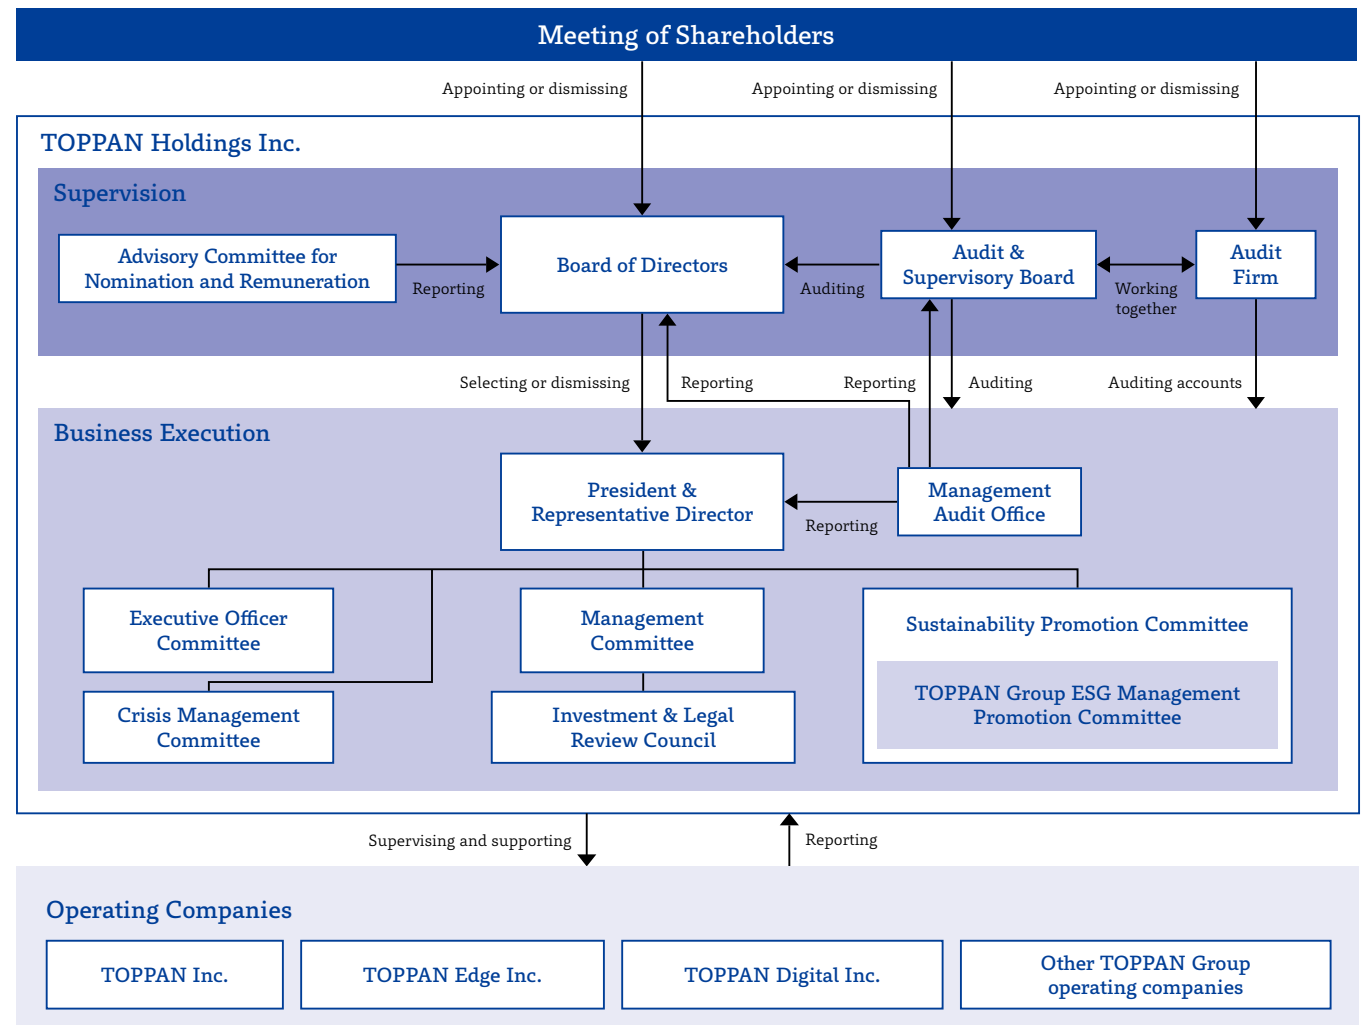 Meeting of Shareholders
Appointing or dismissing
Appointing or dismissing
Appointing or dismissing
TOPPAN Holdings Inc.
Supervision
Advisory Committee for
Nomination and Remuneration
Reporting
Board of Directors
Auditing
Audit &
Supervisory Board
Working
together
Audit
Firm
Selecting or dismissing
Reporting
Reporting
Auditing
Auditing accounts
Business Execution
President &
Representative Director
Reporting
Management
Audit Office
Executive Officer
Committee
Management
Committee
Sustainability Promotion Committee
TOPPAN Group ESG Management
Promotion Committee
Crisis Management
Committee
Investment & Legal
Review Council
Supervising and supporting
Reporting
Operating Companies
TOPPAN Inc.
TOPPAN Edge Inc.
TOPPAN Digital Inc.
Other TOPPAN Group
operating companies